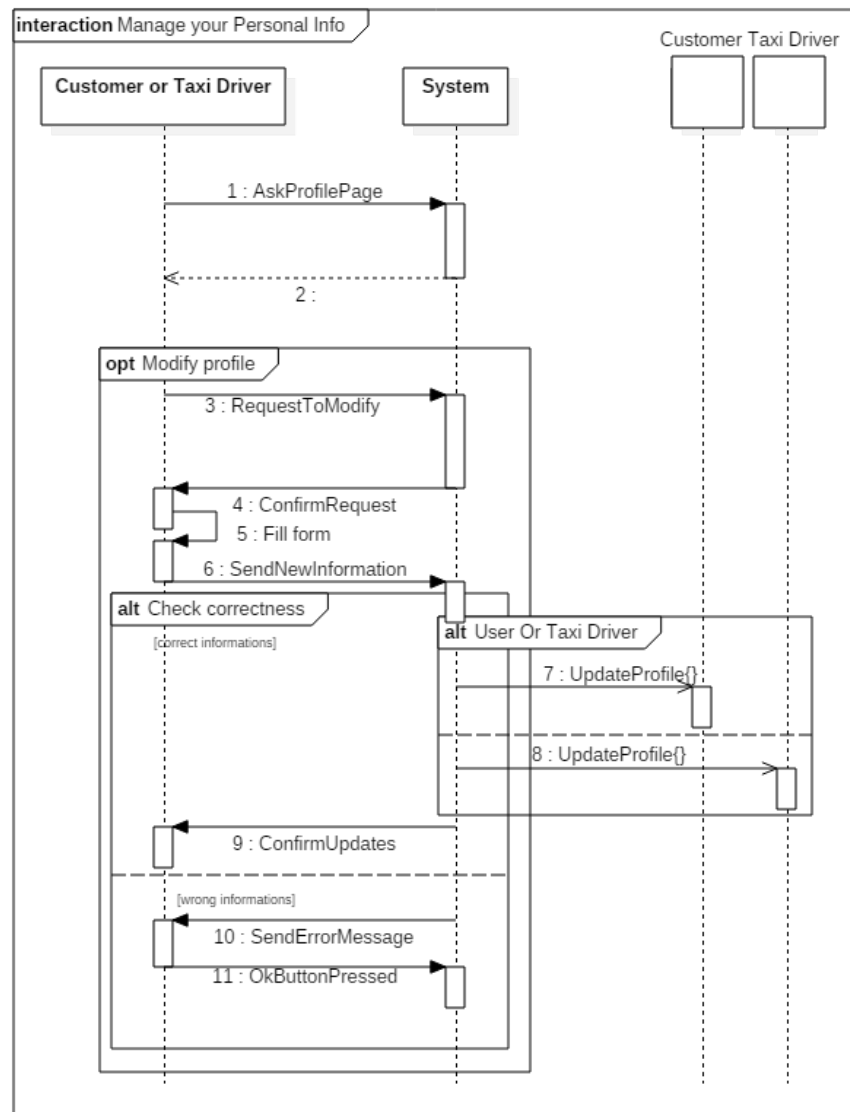 interaction Manage your Personal Info
Customer Taxi Driver
Customer or Taxi Driver
System
1 : AskProfilePage
2 :
opt Modify profile
3 : RequestToModify
4 : ConfirmRequest
5 : Fill form
6 : SendNewInformation
alt Check correctness
[correct informations]
alt User Or Taxi Driver
7 : UpdateProfile{}
8 : UpdateProfile{}
9 : ConfirmUpdates
[wrong informations]
10 : SendErrorMessage
11 : OkButtonPressed